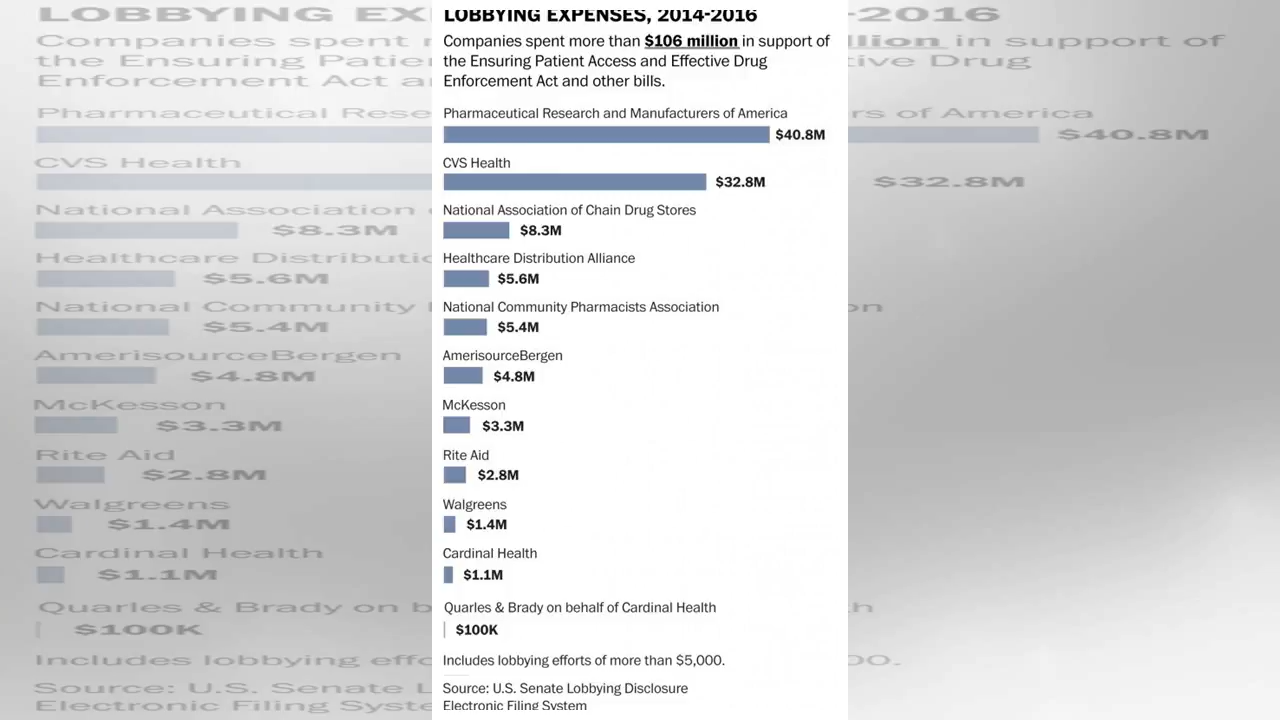 LOBBYING EXPENSES, 2014-2016
Companies spent more than $106 million in support of
the Ensuring Patient Access and Effective Drug
Enforcement Act and other bills.
Pharmaceutical Research and Manufacturers of America
$40.8M
CVS Health
$32.8M
National Association of Chain Drug Stores
$8.3M
Healthcare Distribution Alliance
$5.6M
National Community Pharmacists Association
$5.4M
AmerisourceBergen
$4.8M
McKesson
$3.3M
Rite Aid
$2.8M
Walgreens
$1.4M
Cardinal Health
$1.1M
Quarles & Brady on behalf of Cardinal Health
$100K
Includes lobbying efforts of more than $5,000.
Source: U.S. Senate Lobbying Disclosure
Electronic Filing System